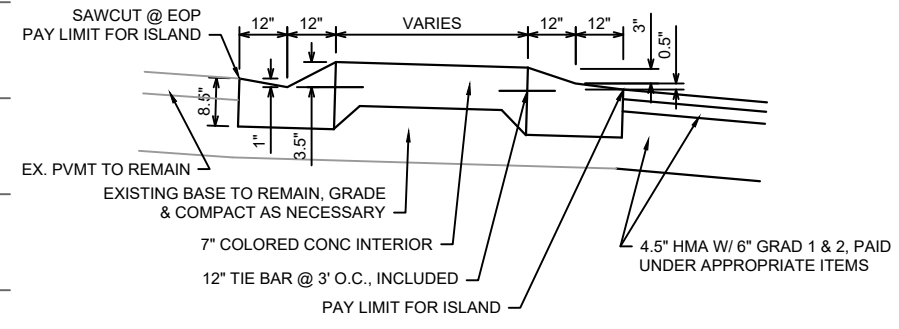 SAWCUT @ EOP
PAY LIMIT FOR ISLAND
12" 12" VARIES 12" 12"
3"
0.5"
8.5"
1"
3.5"
EX. PVMT TO REMAIN
EXISTING BASE TO REMAIN, GRADE
& COMPACT AS NECESSARY
7" COLORED CONC INTERIOR
12" TIE BAR @ 3' O.C., INCLUDED
PAY LIMIT FOR ISLAND
4.5" HMA W/ 6" GRAD 1 & 2, PAID
UNDER APPROPRIATE ITEMS